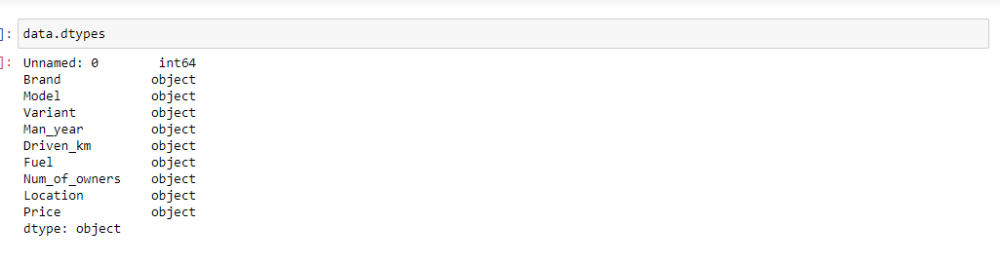 ]: data.dtypes
]: Unnamed: 0 int64
Brand object
Model object
Variant object
Man_year object
Driven_km object
Fuel object
Num_of_owners object
Location object
Price object
dtype: object